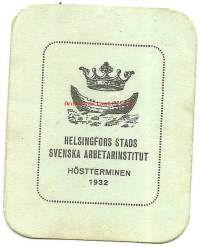 HELSINGFORS STADS
SVENSKA ARBETARINSTITUT
HÖSTTERMINEN
1932